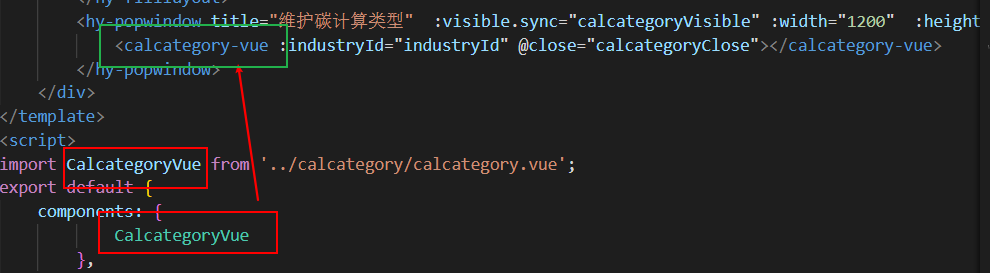 </hy-filllayout>
<hy-popwindow title="维护碳计算类型" :visible.sync="calcategoryVisible" :width="1200" :height
<calcategory-vue :industryId="industryId" @close="calcategoryClose"></calcategory-vue>
</hy-popwindow>
</div>
</template>
<script>
import CalcategoryVue from '../calcategory/calcategory.vue';
export default {
components: {
CalcategoryVue
},